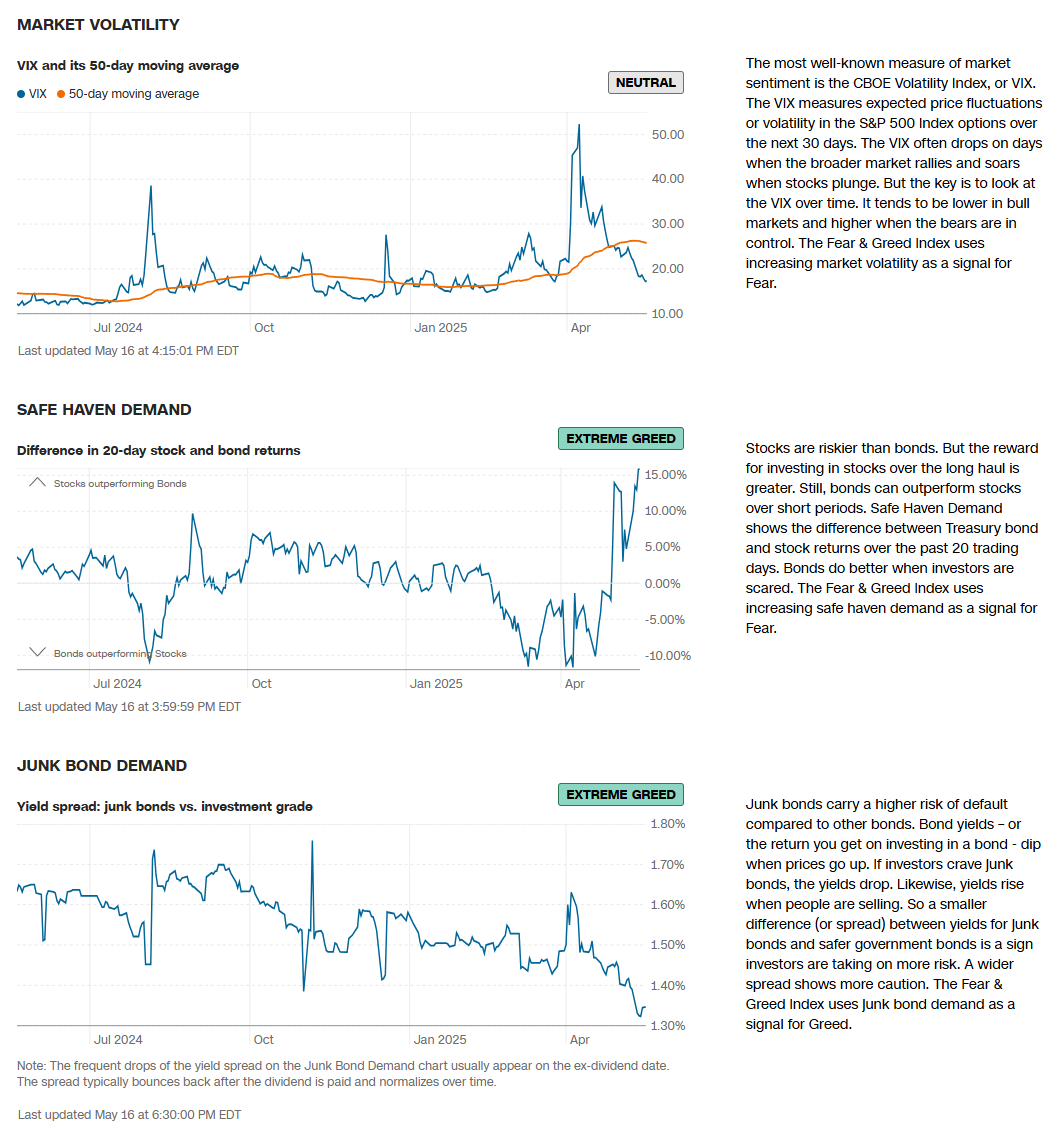 MARKET VOLATILITY
VIX and its 50-day moving average
NEUTRAL
VIX
50-day moving average
50.00
40.00
30.00
20.00
10.00
Jul 2024
Oct
Jan 2025
Apr
Last updated May 16 at 4:15:01 PM EDT
The most well-known measure of market
sentiment is the CBOE Volatility Index, or VIX.
The VIX measures expected price fluctuations
or volatility in the S&P 500 Index options over
the next 30 days. The VIX often drops on days
when the broader market rallies and soars
when stocks plunge. But the key is to look at
the VIX over time. It tends to be lower in bull
markets and higher when the bears are in
control. The Fear & Greed Index uses
increasing market volatility as a signal for
Fear.
SAFE HAVEN DEMAND
EXTREME GREED
Difference in 20-day stock and bond returns
Stocks outperforming Bonds
15.00%
10.00%
5.00%
0.00%
-5.00%
-10.00%
Bonds outperforming Stocks
Jul 2024
Oct
Jan 2025
Apr
Last updated May 16 at 3:59:59 PM EDT
Stocks are riskier than bonds. But the reward
for investing in stocks over the long haul is
greater. Still, bonds can outperform stocks
over short periods. Safe Haven Demand
shows the difference between Treasury bond
and stock returns over the past 20 trading
days. Bonds do better when investors are
scared. The Fear & Greed Index uses
increasing safe haven demand as a signal for
Fear.
JUNK BOND DEMAND
EXTREME GREED
Yield spread: junk bonds vs. investment grade
1.80%
1.70%
1.60%
1.50%
1.40%
1.30%
Jul 2024
Oct
Jan 2025
Apr
Note: The frequent drops of the yield spread on the Junk Bond Demand chart usually appear on the ex-dividend date.
The spread typically bounces back after the dividend is paid and normalizes over time.
Last updated May 16 at 6:30:00 PM EDT
Junk bonds carry a higher risk of default
compared to other bonds. Bond yields – or
the return you get on investing in a bond - dip
when prices go up. If investors crave junk
bonds, the yields drop. Likewise, yields rise
when people are selling. So a smaller
difference (or spread) between yields for junk
bonds and safer government bonds is a sign
investors are taking on more risk. A wider
spread shows more caution. The Fear &
Greed Index uses junk bond demand as a
signal for Greed.